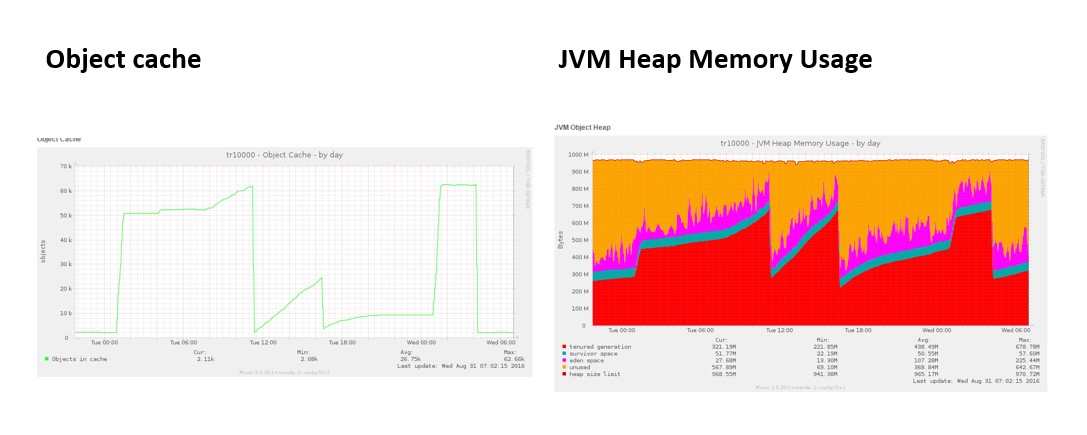 Object cache
JVM Heap Memory Usage
Object Cache
tr10000 - Object Cache - by day
70 k
60 k
50 k
40 k
30 k
20 k
10 k
0
objects
Tue 00:00 Tue 06:00 Tue 12:00 Tue 18:00 Wed 00:00 Wed 06:00
Cur: Min: Avg: Max:
Objects in cache 2.11k 2.08k 26.75k 62.66k
Last update: Wed Aug 31 07:02:15 2016
JVM Object Heap
tr10000 - JVM Heap Memory Usage - by day
1000 M
900 M
800 M
700 M
600 M
500 M
400 M
300 M
200 M
100 M
0
Bytes
Tue 00:00 Tue 06:00 Tue 12:00 Tue 18:00 Wed 00:00 Wed 06:00
Cur: Min: Avg: Max:
tenured generation 321.19M 221.85M 438.49M 678.78M
survivor space 51.77M 22.19M 50.55M 57.60M
eden space 27.68M 13.30M 107.28M 225.44M
unused 567.89M 69.10M 368.84M 642.67M
heap size limit 968.55M 941.38M 965.17M 970.72M
Last update: Wed Aug 31 07:02:15 2016